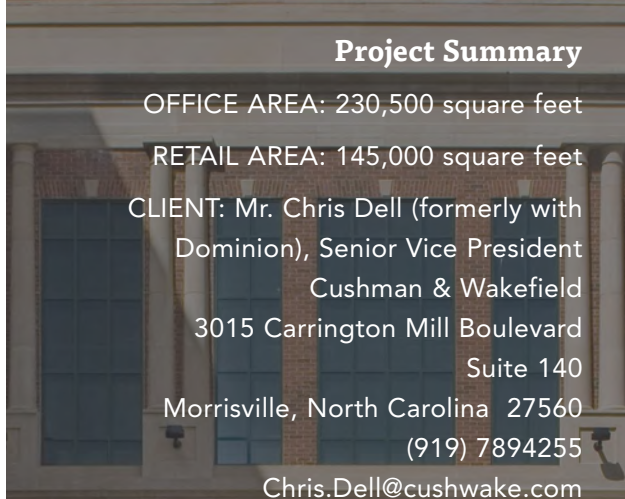 Project Summary
OFFICE AREA: 230,500 square feet
RETAIL AREA: 145,000 square feet
CLIENT: Mr. Chris Dell (formerly with
Dominion), Senior Vice President
Cushman & Wakefield
3015 Carrington Mill Boulevard
Suite 140
Morrisville, North Carolina  27560
(919) 7894255
Chris.Dell@cushwake.com